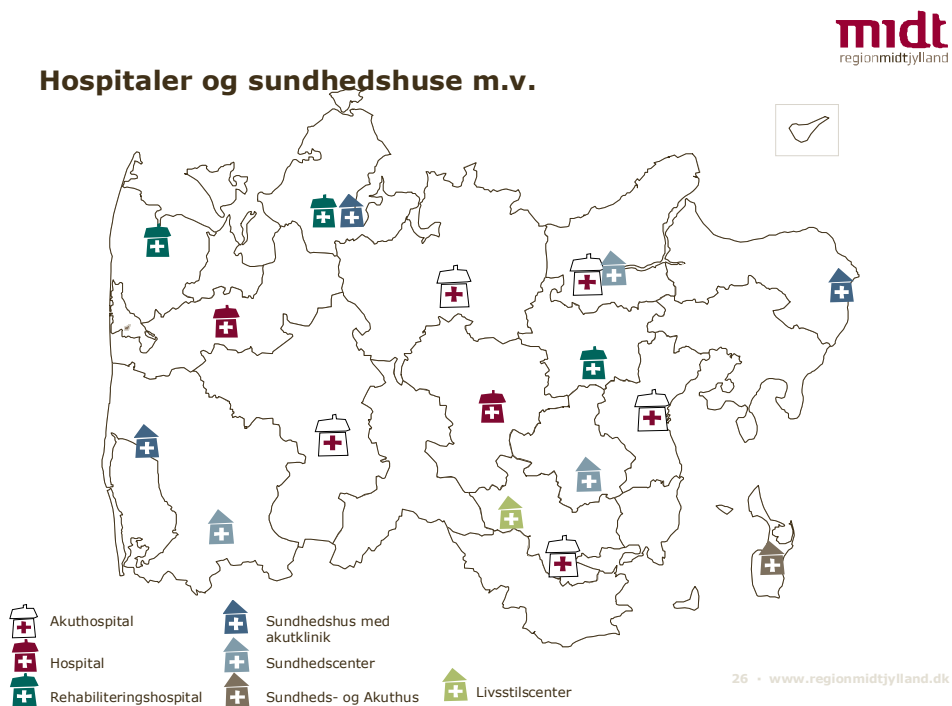 midt
regionmidtjylland
Hospitaler og sundhedshuse m.v.
Akuthospital
Hospital
Rehabiliteringshospital
Sundhedshus med
akutklinik
Sundhedscenter
Sundheds- og Akuthus
Livsstilscenter
26 · www.regionmidtjylland.dk